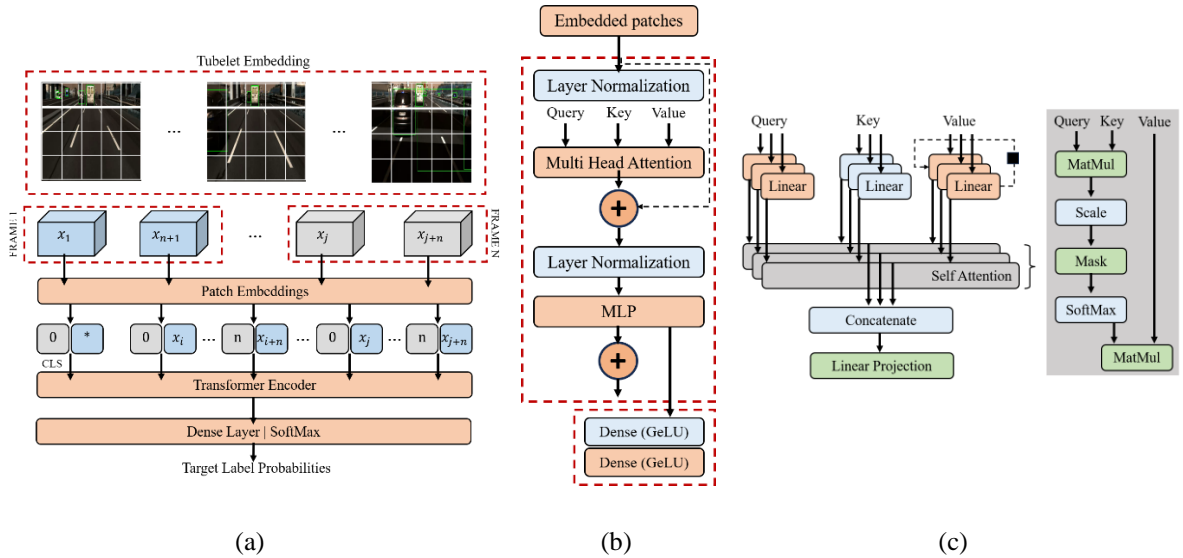 Tubelet Embedding
...
...
FRAME 1
x1
xn+1
...
xj
xj+n
FRAME N
Patch Embeddings
0 * 0 xi ... n xi+n ... 0 xj ... n xj+n
CLS
Transformer Encoder
Dense Layer | SoftMax
Target Label Probabilities
(a)
Embedded patches
Layer Normalization
Query Key Value
Multi Head Attention
+
Layer Normalization
MLP
+
Dense (GeLU)
Dense (GeLU)
(b)
Query Key Value
Linear Linear Linear
Self Attention
Concatenate
Linear Projection
Query Key Value
MatMul
Scale
Mask
SoftMax
MatMul
(c)